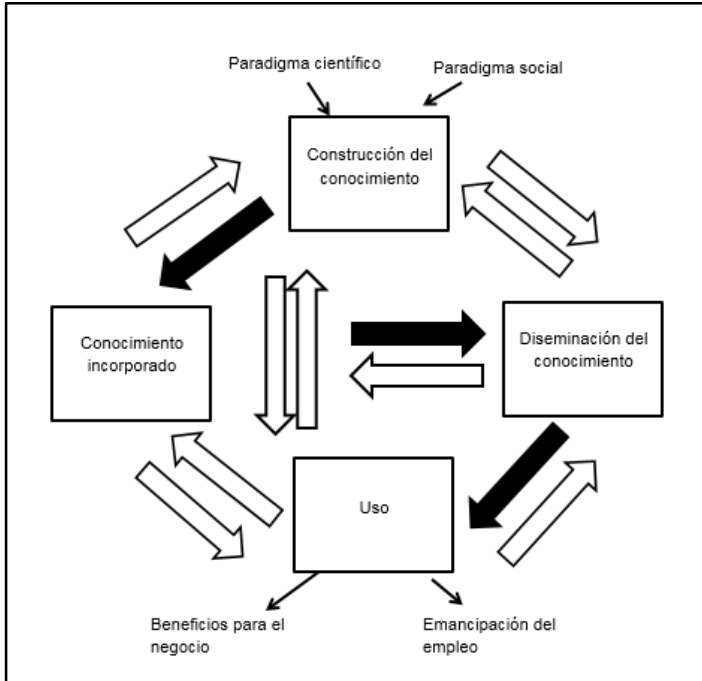 Paradigma científico
Paradigma social
Construcción del
conocimiento
Conocimiento
incorporado
Diseminación del
conocimiento
Uso
Beneficios para el
negocio
Emancipación del
empleo